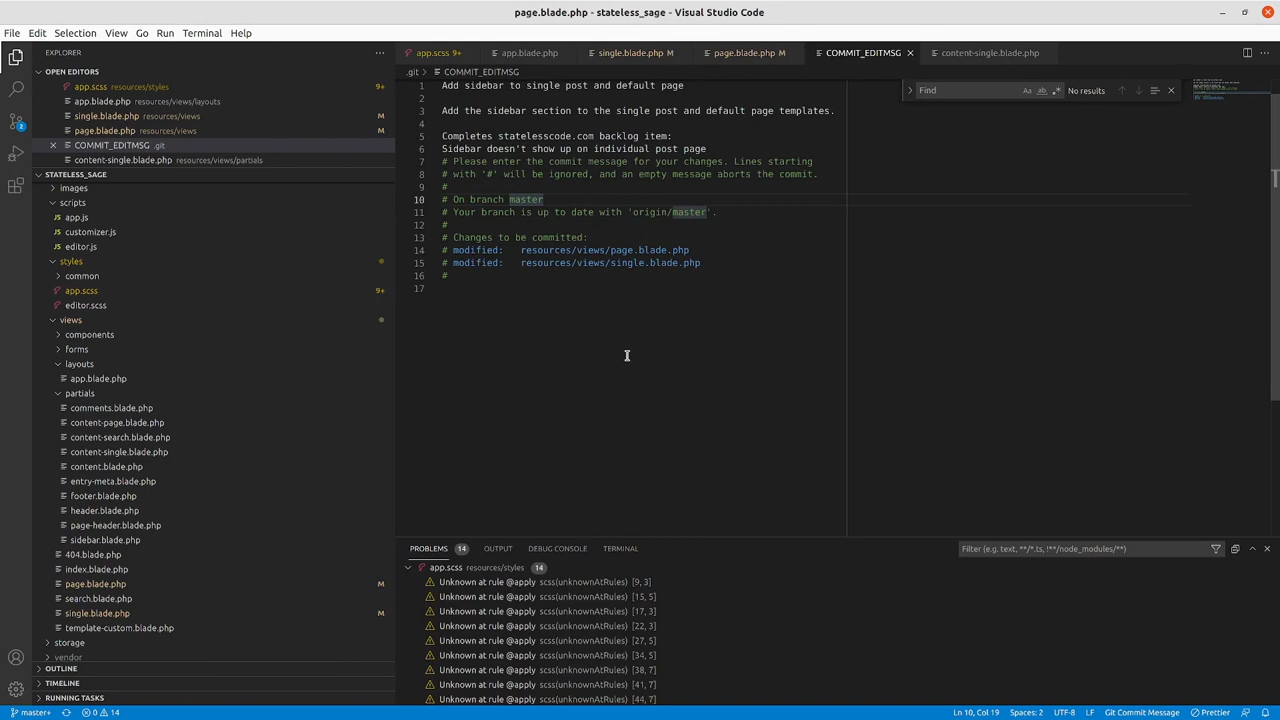 page.blade.php - stateless_sage - Visual Studio Code
File Edit Selection View Go Run Terminal Help
EXPLORER
OPEN EDITORS
app.scss resources/styles 9+
app.blade.php resources/views/layouts
single.blade.php resources/views M
page.blade.php resources/views M
COMMIT_EDITMSG .git
content-single.blade.php resources/views/partials
STATELESS_SAGE
images
scripts
app.js
customizer.js
editor.js
styles
common
app.scss 9+
editor.scss
views
components
forms
layouts
app.blade.php
partials
comments.blade.php
content-page.blade.php
content-search.blade.php
content-single.blade.php
content.blade.php
entry-meta.blade.php
footer.blade.php
header.blade.php
page-header.blade.php
sidebar.blade.php
404.blade.php
index.blade.php
page.blade.php M
search.blade.php
single.blade.php M
template-custom.blade.php
storage
vendor
OUTLINE
TIMELINE
RUNNING TASKS
2
app.scss 9+ app.blade.php single.blade.php M page.blade.php M COMMIT_EDITMSG content-single.blade.php
.git COMMIT_EDITMSG
Find Aa ab .* No results
1 Add sidebar to single post and default page
2
3 Add the sidebar section to the single post and default page templates.
4
5 Completes statelesscode.com backlog item:
6 Sidebar doesn't show up on individual post page
7 # Please enter the commit message for your changes. Lines starting
8 # with '#' will be ignored, and an empty message aborts the commit.
9 #
10 # On branch master
11 # Your branch is up to date with 'origin/master'.
12 #
13 # Changes to be committed:
14 # modified: resources/views/page.blade.php
15 # modified: resources/views/single.blade.php
16 #
17
PROBLEMS 14 OUTPUT DEBUG CONSOLE TERMINAL Filter (e.g. text, **/*.ts, !**/node_modules/**)
app.scss resources/styles 14
Unknown at rule @apply scss(unknownAtRules) [9, 3]
Unknown at rule @apply scss(unknownAtRules) [15, 5]
Unknown at rule @apply scss(unknownAtRules) [17, 3]
Unknown at rule @apply scss(unknownAtRules) [22, 3]
Unknown at rule @apply scss(unknownAtRules) [27, 5]
Unknown at rule @apply scss(unknownAtRules) [34, 5]
Unknown at rule @apply scss(unknownAtRules) [38, 7]
Unknown at rule @apply scss(unknownAtRules) [41, 7]
Unknown at rule @apply scss(unknownAtRules) [44, 7]
master+ 0 14 Ln 10, Col 19 Spaces: 2 UTF-8 LF Git Commit Message Prettier